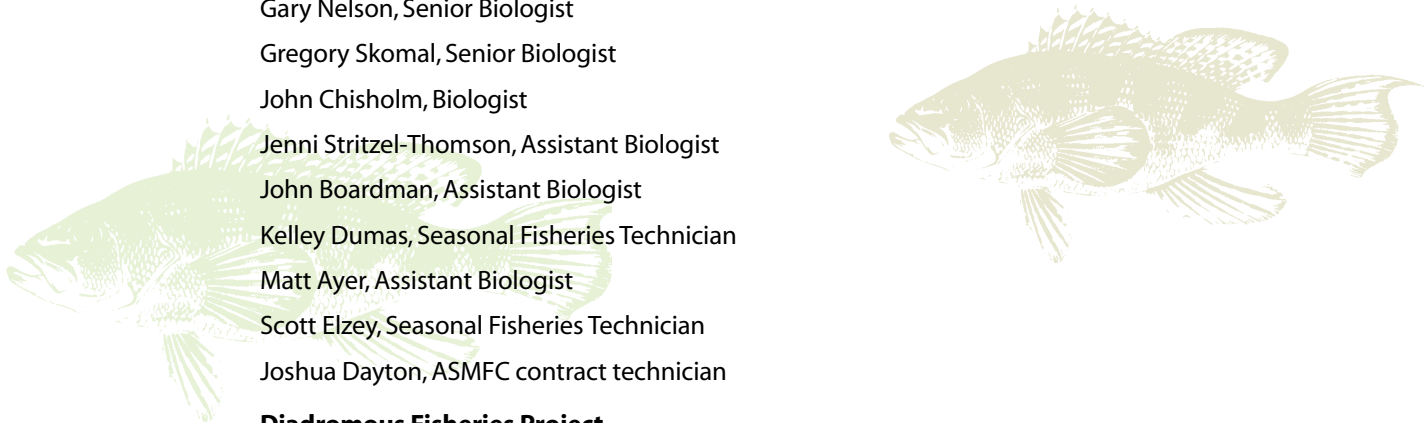 Gary Nelson, Senior Biologist
Gregory Skomal, Senior Biologist
John Chisholm, Biologist
Jenni Stritzel-Thomson, Assistant Biologist
John Boardman, Assistant Biologist
Kelley Dumas, Seasonal Fisheries Technician
Matt Ayer, Assistant Biologist
Scott Elzey, Seasonal Fisheries Technician
Joshua Dayton, ASMFC contract technician
Diadromous Fisheries Project